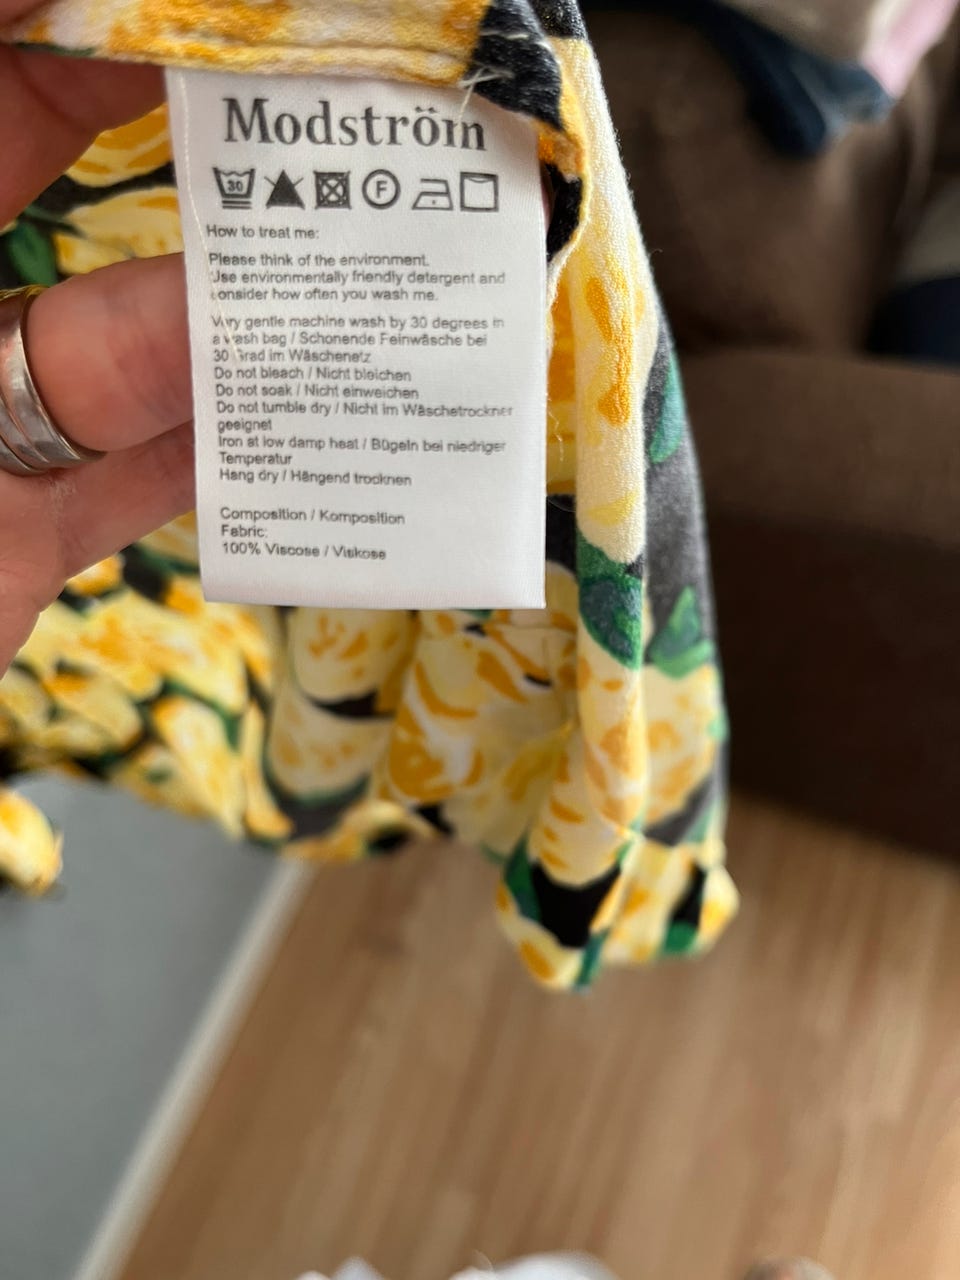 Modström
30 F
How to treat me:
Please think of the environment.
Use environmentally friendly detergent and
consider how often you wash me.
Very gentle machine wash by 30 degrees in
a wash bag / Schonende Feinwäsche bei
30 Grad im Wäschenetz
Do not bleach / Nicht bleichen
Do not soak / Nicht einweichen
Do not tumble dry / Nicht im Wäschetrockner
geeignet
Iron at low damp heat / Bügeln bei niedriger
Temperatur
Hang dry / Hängend trocknen
Composition / Komposition
Fabric:
100% Viscose / Viskose